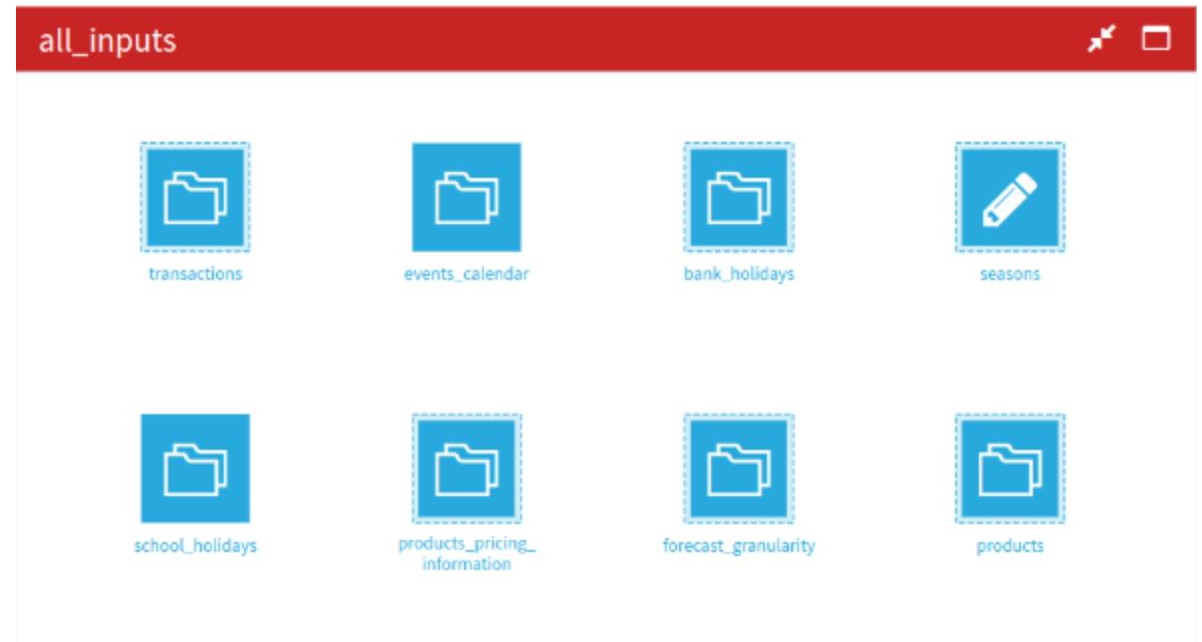 all_inputs
transactions
events_calendar
bank_holidays
seasons
school_holidays
products_pricing_
information
forecast_granularity
products